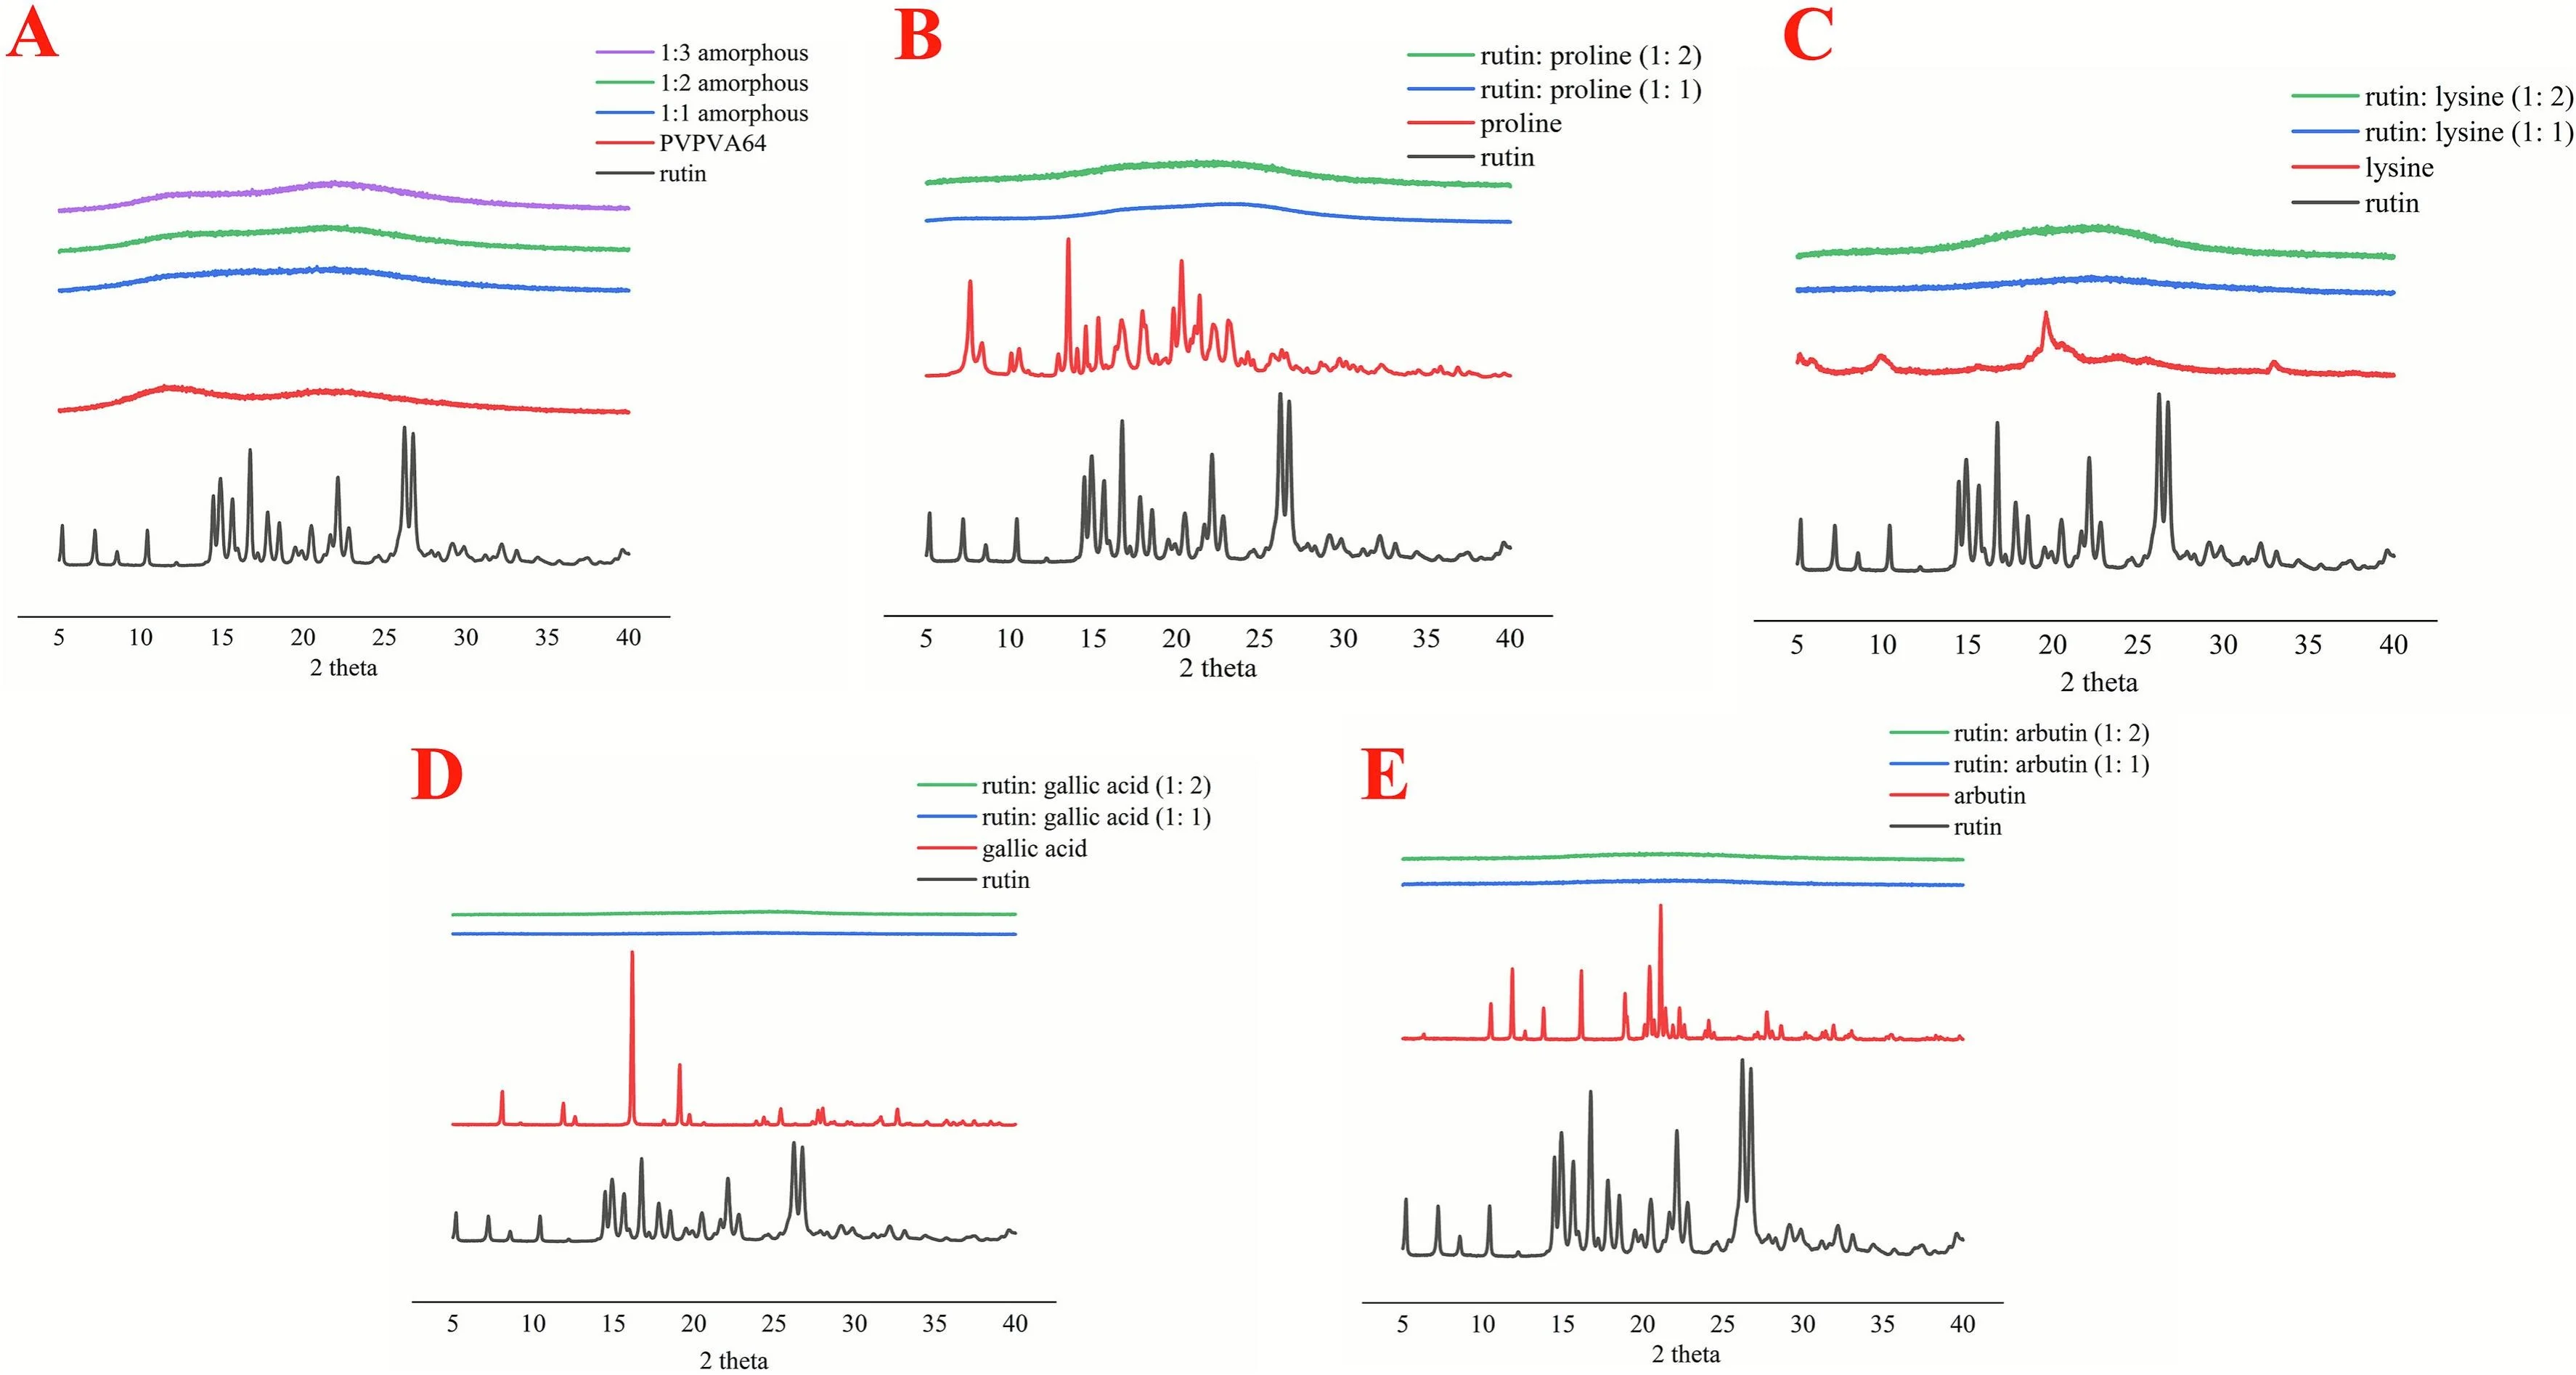 A
1:3 amorphous
1:2 amorphous
1:1 amorphous
PVPVA64
rutin
5 10 15 20 25 30 35 40
2 theta
B
rutin: proline (1: 2)
rutin: proline (1: 1)
proline
rutin
5 10 15 20 25 30 35 40
2 theta
C
rutin: lysine (1: 2)
rutin: lysine (1: 1)
lysine
rutin
5 10 15 20 25 30 35 40
2 theta
D
rutin: gallic acid (1: 2)
rutin: gallic acid (1: 1)
gallic acid
rutin
5 10 15 20 25 30 35 40
2 theta
E
rutin: arbutin (1: 2)
rutin: arbutin (1: 1)
arbutin
rutin
5 10 15 20 25 30 35 40
2 theta